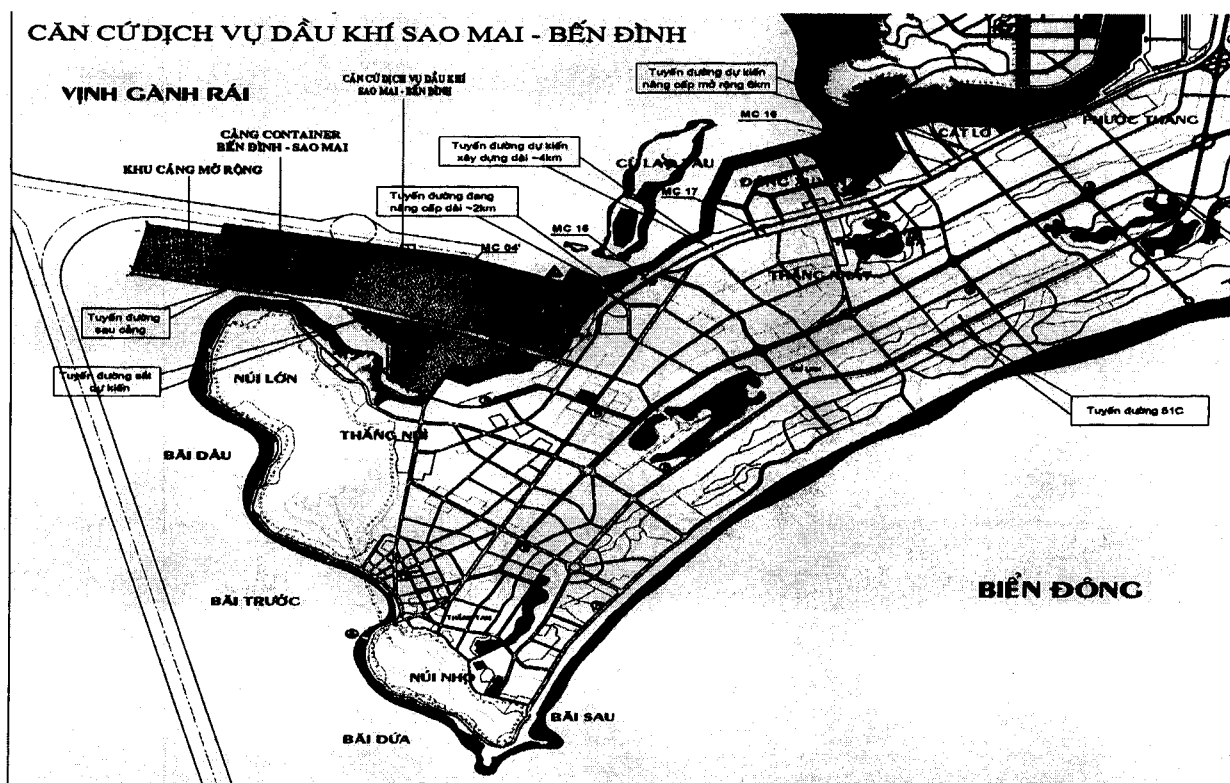 CĂN CỨ DỊCH VỤ DẦU KHÍ SAO MAI - BẾN ĐÌNH
VỊNH GÀNH RÁI
CĂN CỨ DỊCH VỤ DẦU KHÍ
SAO MAI - BẾN ĐÌNH
CẢNG CONTAINER
BẾN ĐÌNH - SAO MAI
KHU CẢNG MỞ RỘNG
Tuyến đường dự kiến
nâng cấp mở rộng 6km
MC 16
Tuyến đường dự kiến
xây dựng dài ~4km
Tuyến đường đang
nâng cấp dài ~2km
CÁT LỞ
PHƯỚC THẮNG
MC 17
MC 15
MC 04'
Tuyến đường
sau cảng
Tuyến đường sắt
dự kiến
NÚI LỚN
THẮNG NHÌ
BÃI DÂU
Tuyến đường 51C
BÃI TRƯỚC
BIỂN ĐÔNG
THẮNG TAM
NÚI NHỎ
BÃI SAU
BÃI DỨA